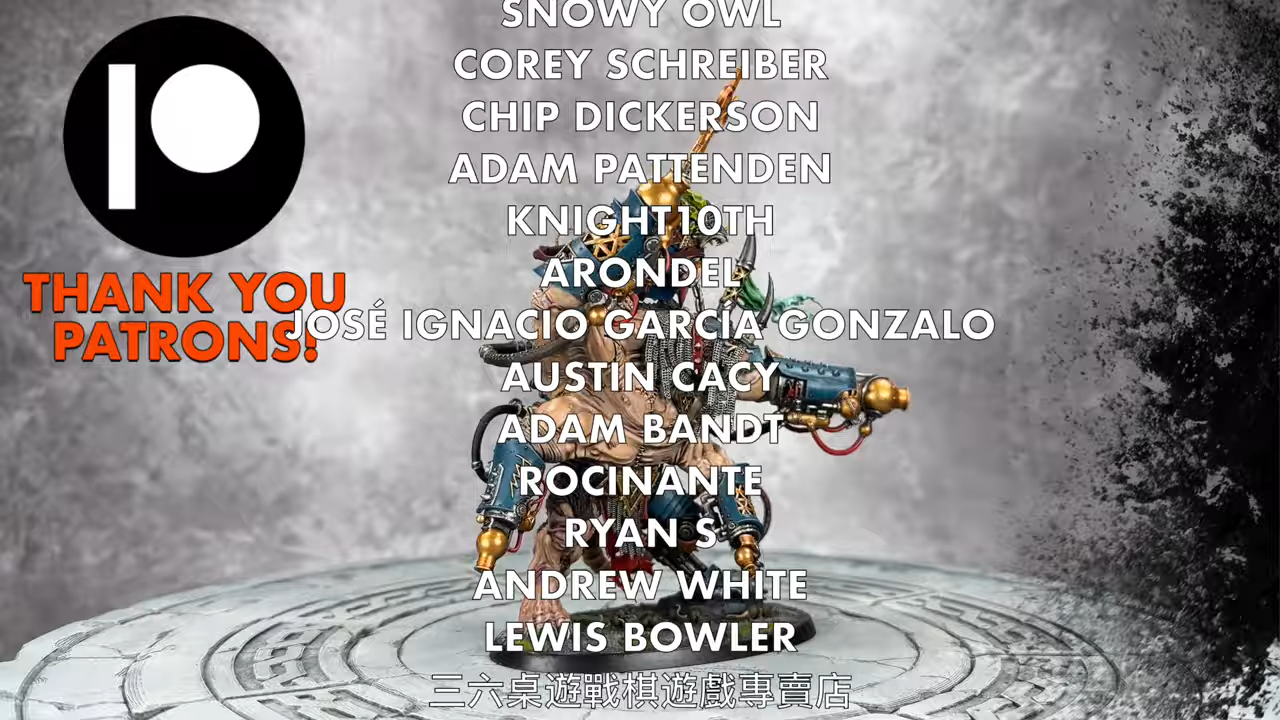 SNOWY OWL
COREY SCHREIBER
CHIP DICKERSON
ADAM PATTENDEN
KNIGHT10TH
ARONDEL
THANK YOU
PATRONS!
JOSÉ IGNACIO GARCÍA GONZALO
AUSTIN CACY
ADAM BANDT
ROCINANTE
RYAN S
ANDREW WHITE
LEWIS BOWLER
三六桌遊戰棋遊戲專賣店